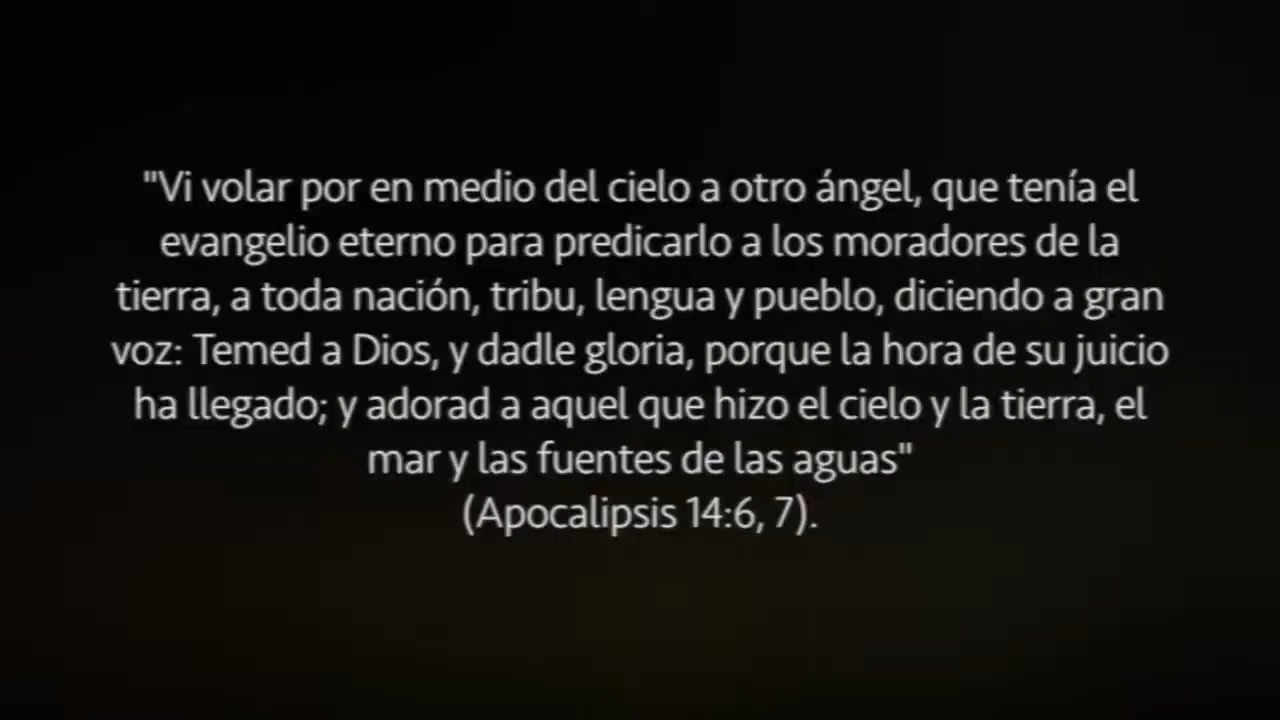 "Vi volar por en medio del cielo a otro ángel, que tenía el
evangelio eterno para predicarlo a los moradores de la
tierra, a toda nación, tribu, lengua y pueblo, diciendo a gran
voz: Temed a Dios, y dadle gloria, porque la hora de su juicio
ha llegado; y adorad a aquel que hizo el cielo y la tierra, el
mar y las fuentes de las aguas"
(Apocalipsis 14:6, 7).